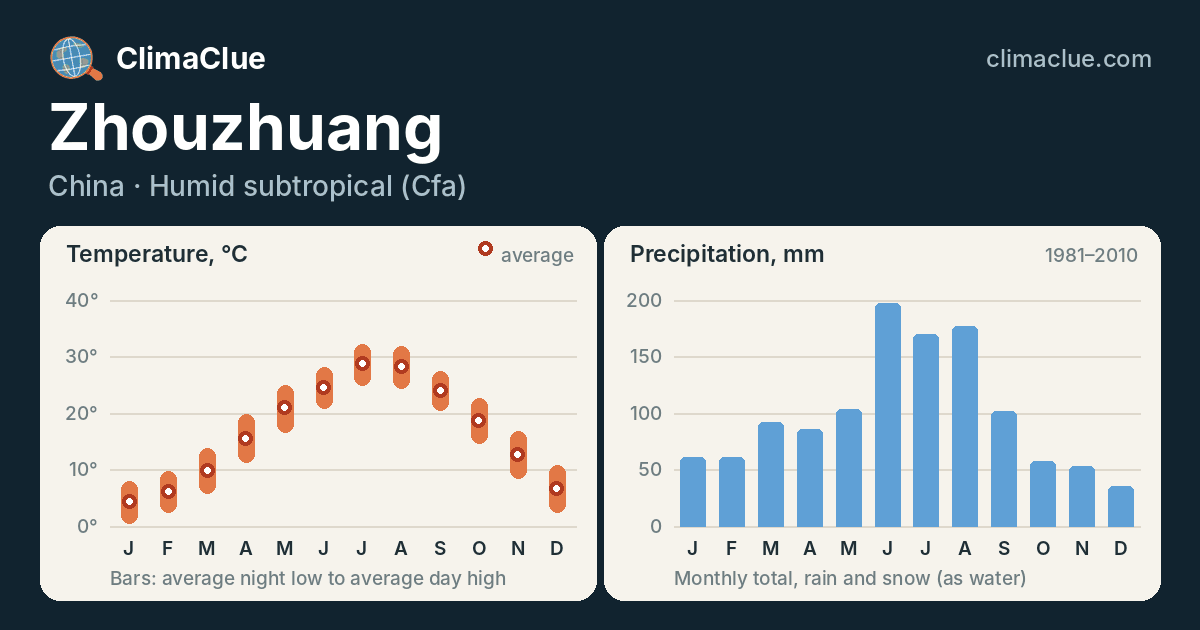 ClimaClue
climaclue.com
Zhouzhuang
China · Humid subtropical (Cfa)
Temperature, °C
average
40°
30°
20°
10°
0°
J F M A M J J A S O N D
Bars: average night low to average day high
Precipitation, mm
1981–2010
200
150
100
50
0
J F M A M J J A S O N D
Monthly total, rain and snow (as water)